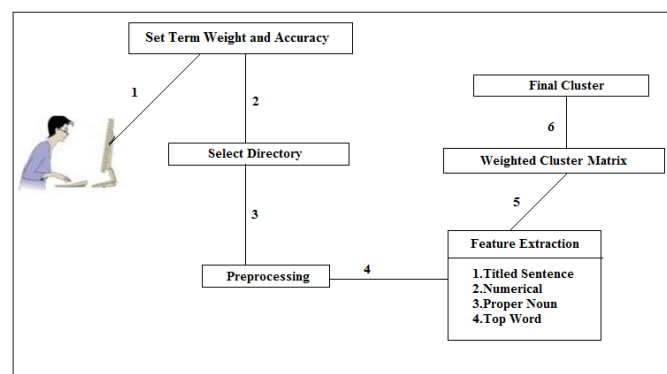 Set Term Weight and Accuracy
1
2
Select Directory
3
Preprocessing
4
Feature Extraction
1.Titled Sentence
2.Numerical
3.Proper Noun
4.Top Word
5
Weighted Cluster Matrix
6
Final Cluster